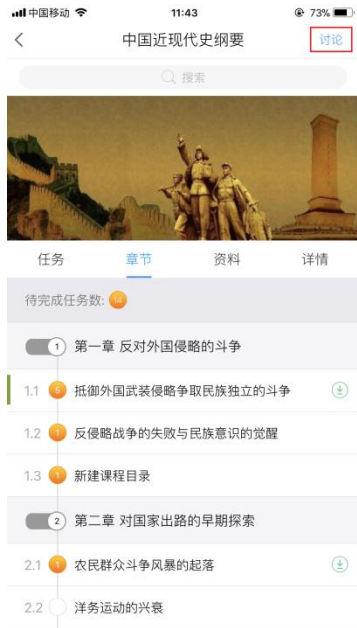 中国移动 11:43 73%
中国近现代史纲要 讨论
搜索
任务 章节 资料 详情
待完成任务数: 14
1 第一章 反对外国侵略的斗争
1.1 5 抵御外国武装侵略争取民族独立的斗争
1.2 1 反侵略战争的失败与民族意识的觉醒
1.3 1 新建课程目录
2 第二章 对国家出路的早期探索
2.1 1 农民群众斗争风暴的起落
2.2 洋务运动的兴衰